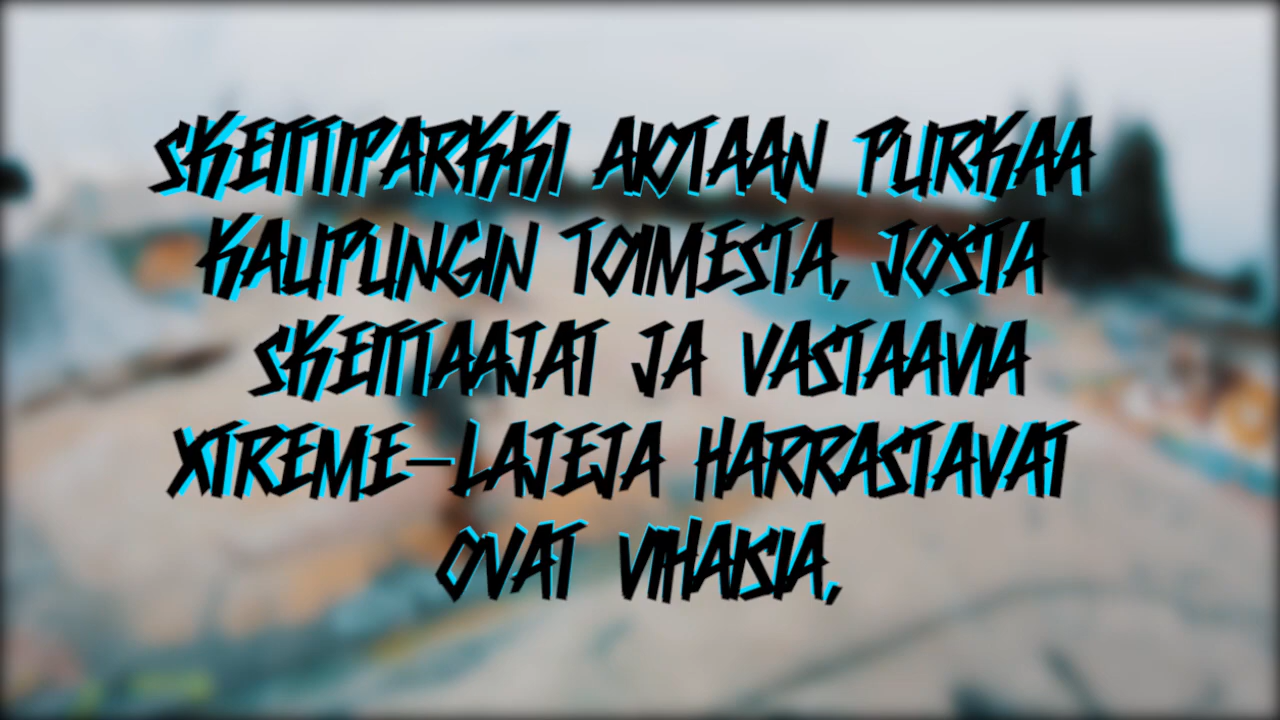 SKEITTIPARKKI AIOTAAN PURKAA
KAUPUNGIN TOIMESTA, JOSTA
SKEITTAAJAT JA VASTAAVIA
XTREME-LAJEJA HARRASTAVAT
OVAT VIHAISIA,